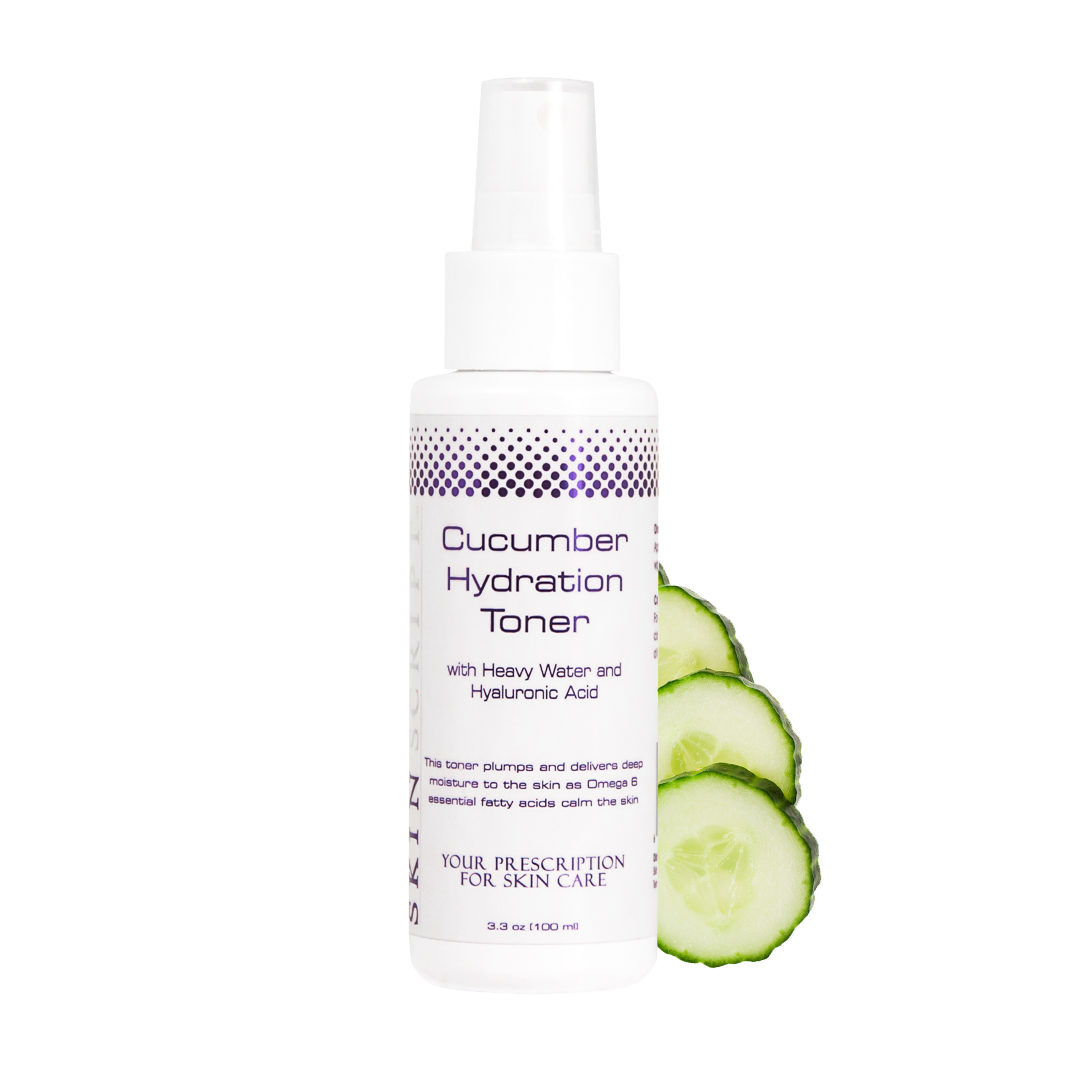 Cucumber
Hydration
Toner
with Heavy Water and
Hyaluronic Acid
This toner plumps and delivers deep
moisture to the skin as Omega 6
essential fatty acids calm the skin
YOUR PRESCRIPTION
FOR SKIN CARE
3.3 oz (100 ml)
SKIN SCRIPT